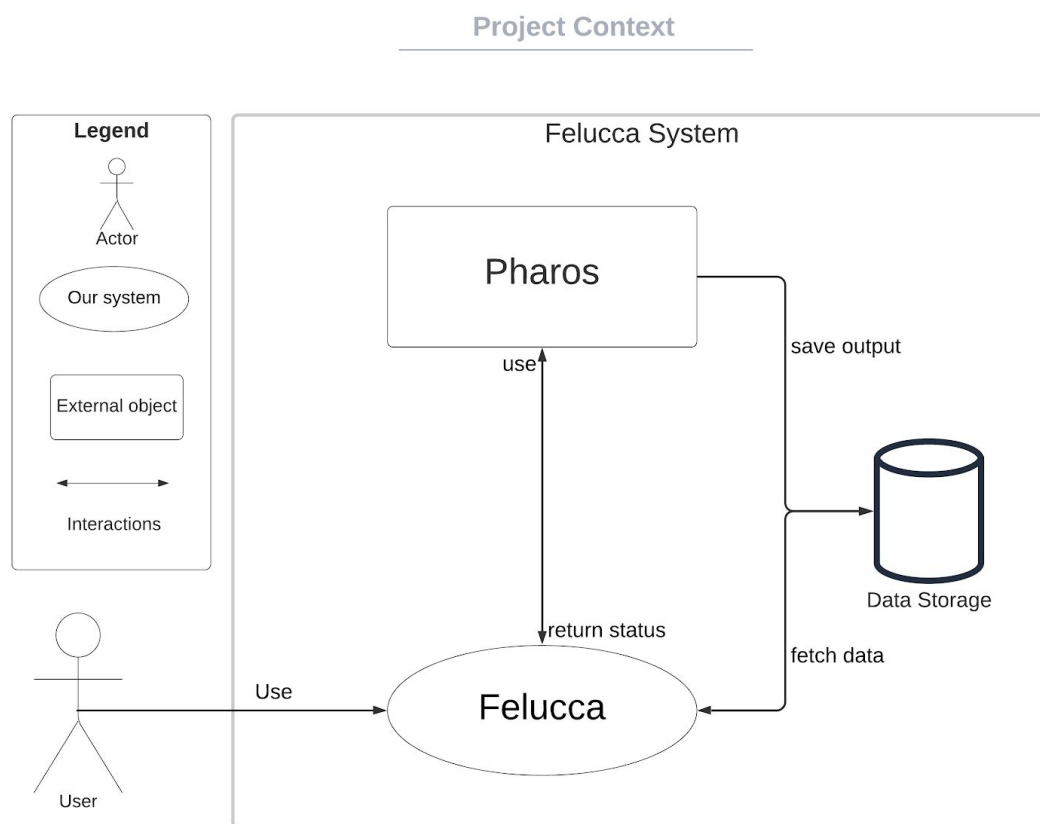 Project Context
Legend
Actor
Our system
External object
Interactions
Felucca System
Pharos
use
save output
Data Storage
return status
fetch data
Felucca
Use
User